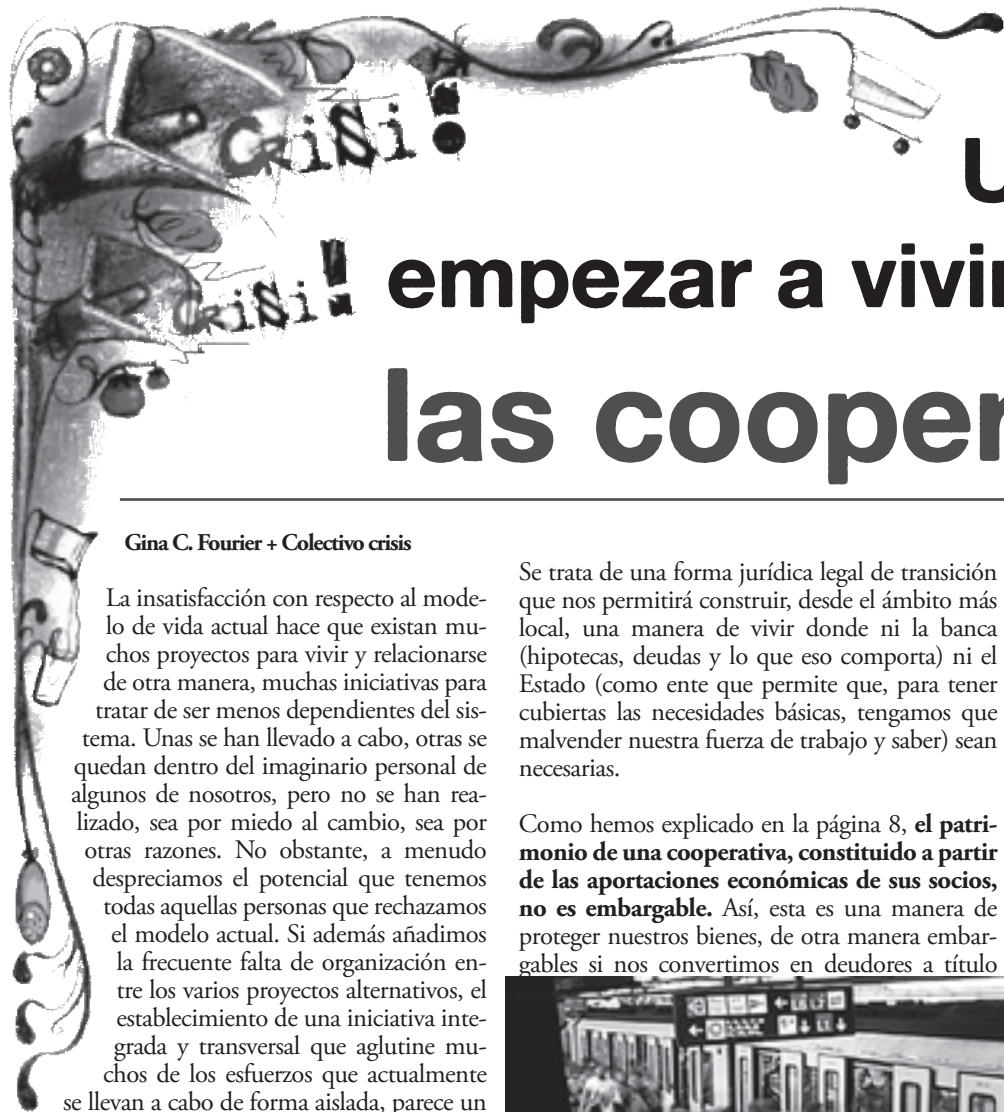 CRiSi!
CRiSi!
U
empezar a vivir
las cooper
Gina C. Fourier + Colectivo crisis
La insatisfacción con respecto al mode-
lo de vida actual hace que existan mu-
chos proyectos para vivir y relacionarse
de otra manera, muchas iniciativas para
tratar de ser menos dependientes del sis-
tema. Unas se han llevado a cabo, otras se
quedan dentro del imaginario personal de
algunos de nosotros, pero no se han rea-
lizado, sea por miedo al cambio, sea por
otras razones. No obstante, a menudo
despreciamos el potencial que tenemos
todas aquellas personas que rechazamos
el modelo actual. Si además añadimos
la frecuente falta de organización en-
tre los varios proyectos alternativos, el
establecimiento de una iniciativa inte-
grada y transversal que aglutine mu-
chos de los esfuerzos que actualmente
se llevan a cabo de forma aislada, parece un
Se trata de una forma jurídica legal de transición
que nos permitirá construir, desde el ámbito más
local, una manera de vivir donde ni la banca
(hipotecas, deudas y lo que eso comporta) ni el
Estado (como ente que permite que, para tener
cubiertas las necesidades básicas, tengamos que
malvender nuestra fuerza de trabajo y saber) sean
necesarias.
Como hemos explicado en la página 8, el patri-
monio de una cooperativa, constituido a partir
de las aportaciones económicas de sus socios,
no es embargable. Así, esta es una manera de
proteger nuestros bienes, de otra manera embar-
gables si nos convertimos en deudores a título